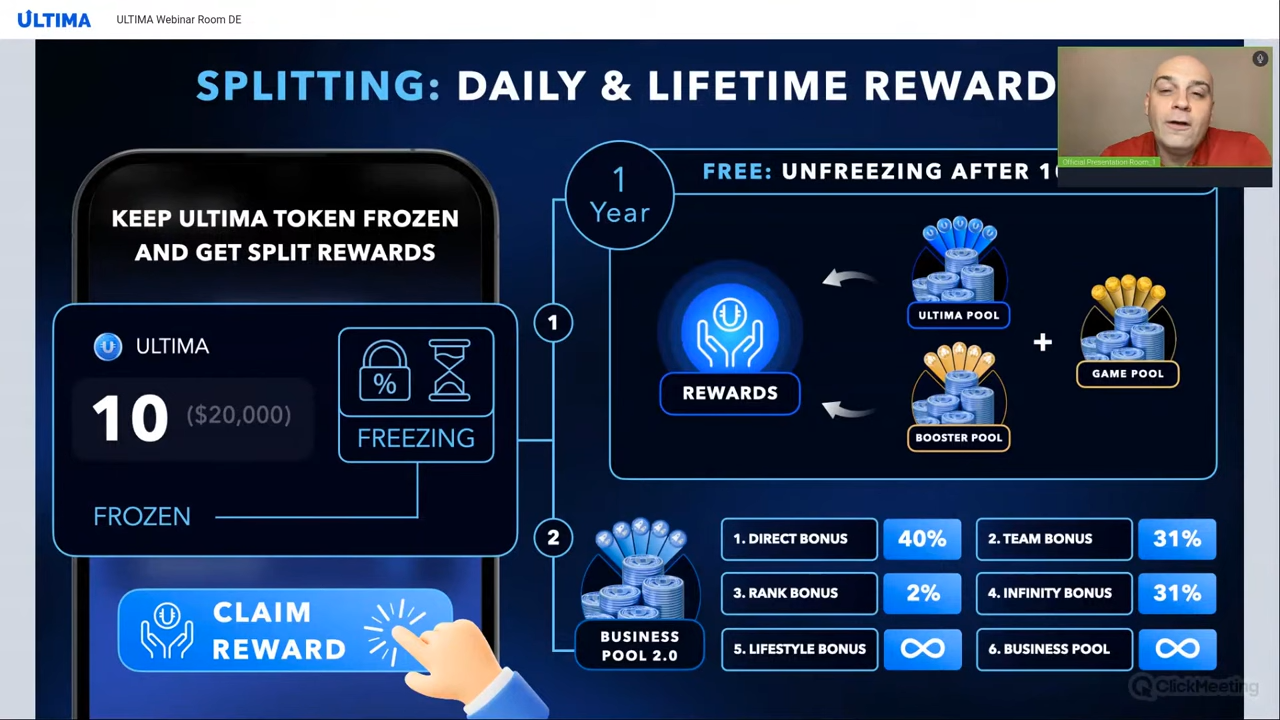 ULTIMA
ULTIMA Webinar Room DE
SPLITTING: DAILY & LIFETIME REWARD
Official Presentation Room_1
KEEP ULTIMA TOKEN FROZEN
AND GET SPLIT REWARDS
ULTIMA
10 ($20,000)
%
FREEZING
FROZEN
CLAIM
REWARD
1
Year
FREE: UNFREEZING AFTER
1
REWARDS
ULTIMA POOL
+
GAME POOL
BOOSTER POOL
2
BUSINESS
POOL 2.0
1. DIRECT BONUS 40%
2. TEAM BONUS 31%
3. RANK BONUS 2%
4. INFINITY BONUS 31%
5. LIFESTYLE BONUS ∞
6. BUSINESS POOL ∞
ClickMeeting